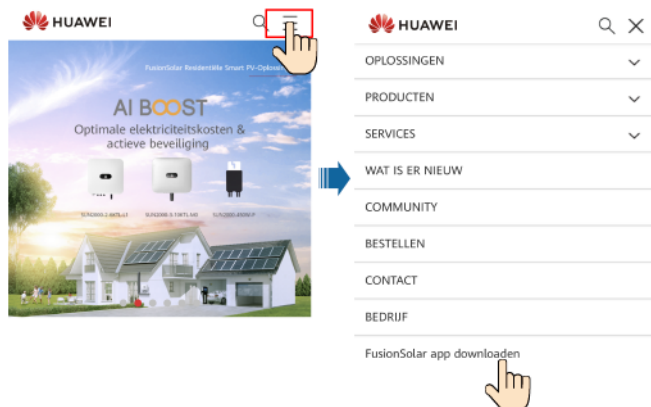 HUAWEI
FusionSolar Residentiële Smart PV-Oplos
AI BOOST
Optimale elektriciteitskosten &
actieve beveiliging
HUAWEI
OPLOSSINGEN
PRODUCTEN
SERVICES
WAT IS ER NIEUW
COMMUNITY
BESTELLEN
CONTACT
BEDRIJF
FusionSolar app downloaden